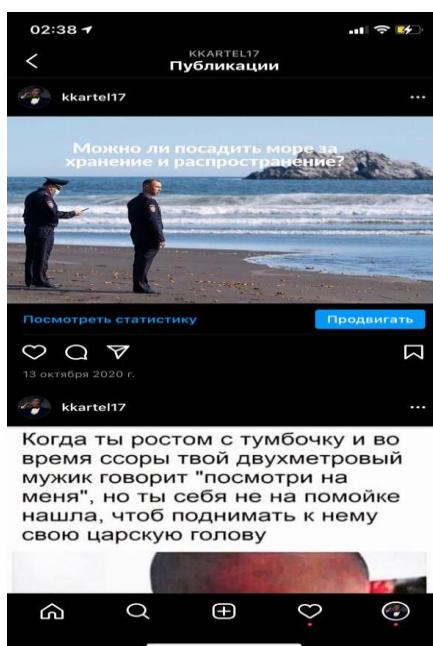 02:38
KKARTEL17
Публикации
kkartel17
Можно ли посадить море за
хранение и распространение?
Посмотреть статистику
Продвигать
13 октября 2020 г.
kkartel17
Когда ты ростом с тумбочку и во
время ссоры твой двухметровый
мужик говорит "посмотри на
меня", но ты себя не на помойке
нашла, чтоб поднимать к нему
свою царскую голову